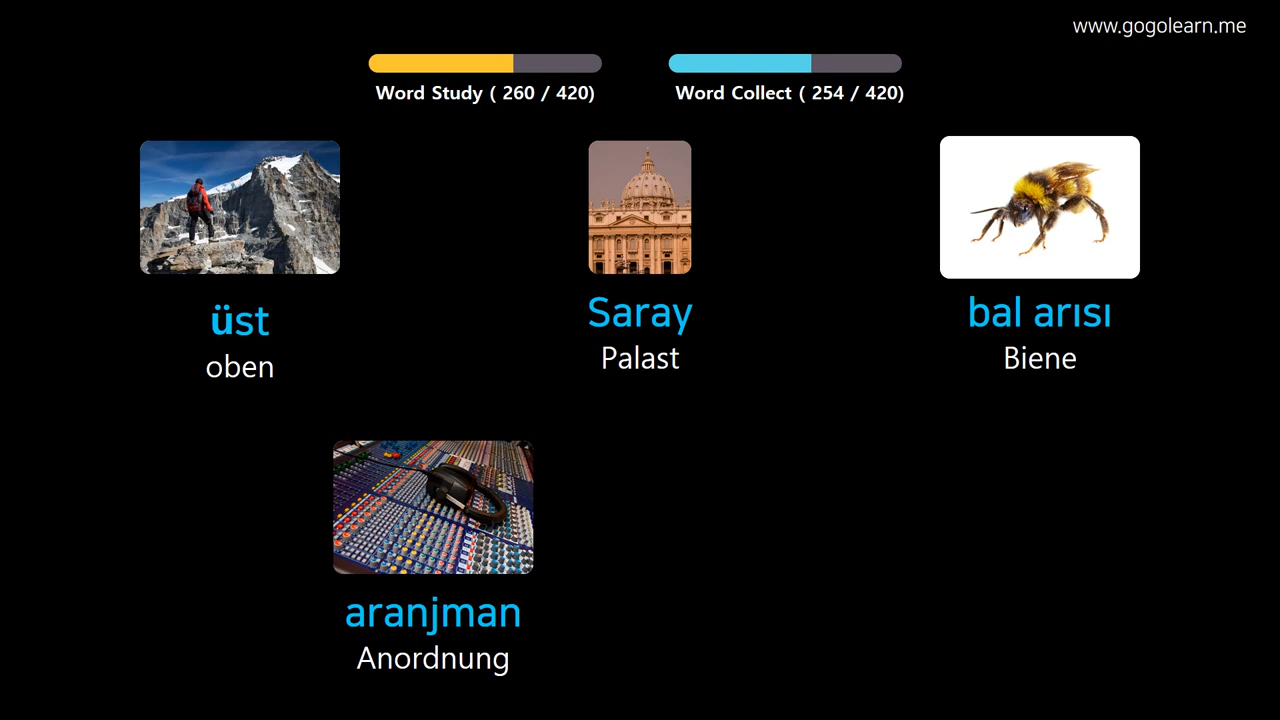 www.gogolearn.me
Word Study ( 260 / 420)
Word Collect ( 254 / 420)
üst
oben
Saray
Palast
bal arısı
Biene
aranjman
Anordnung